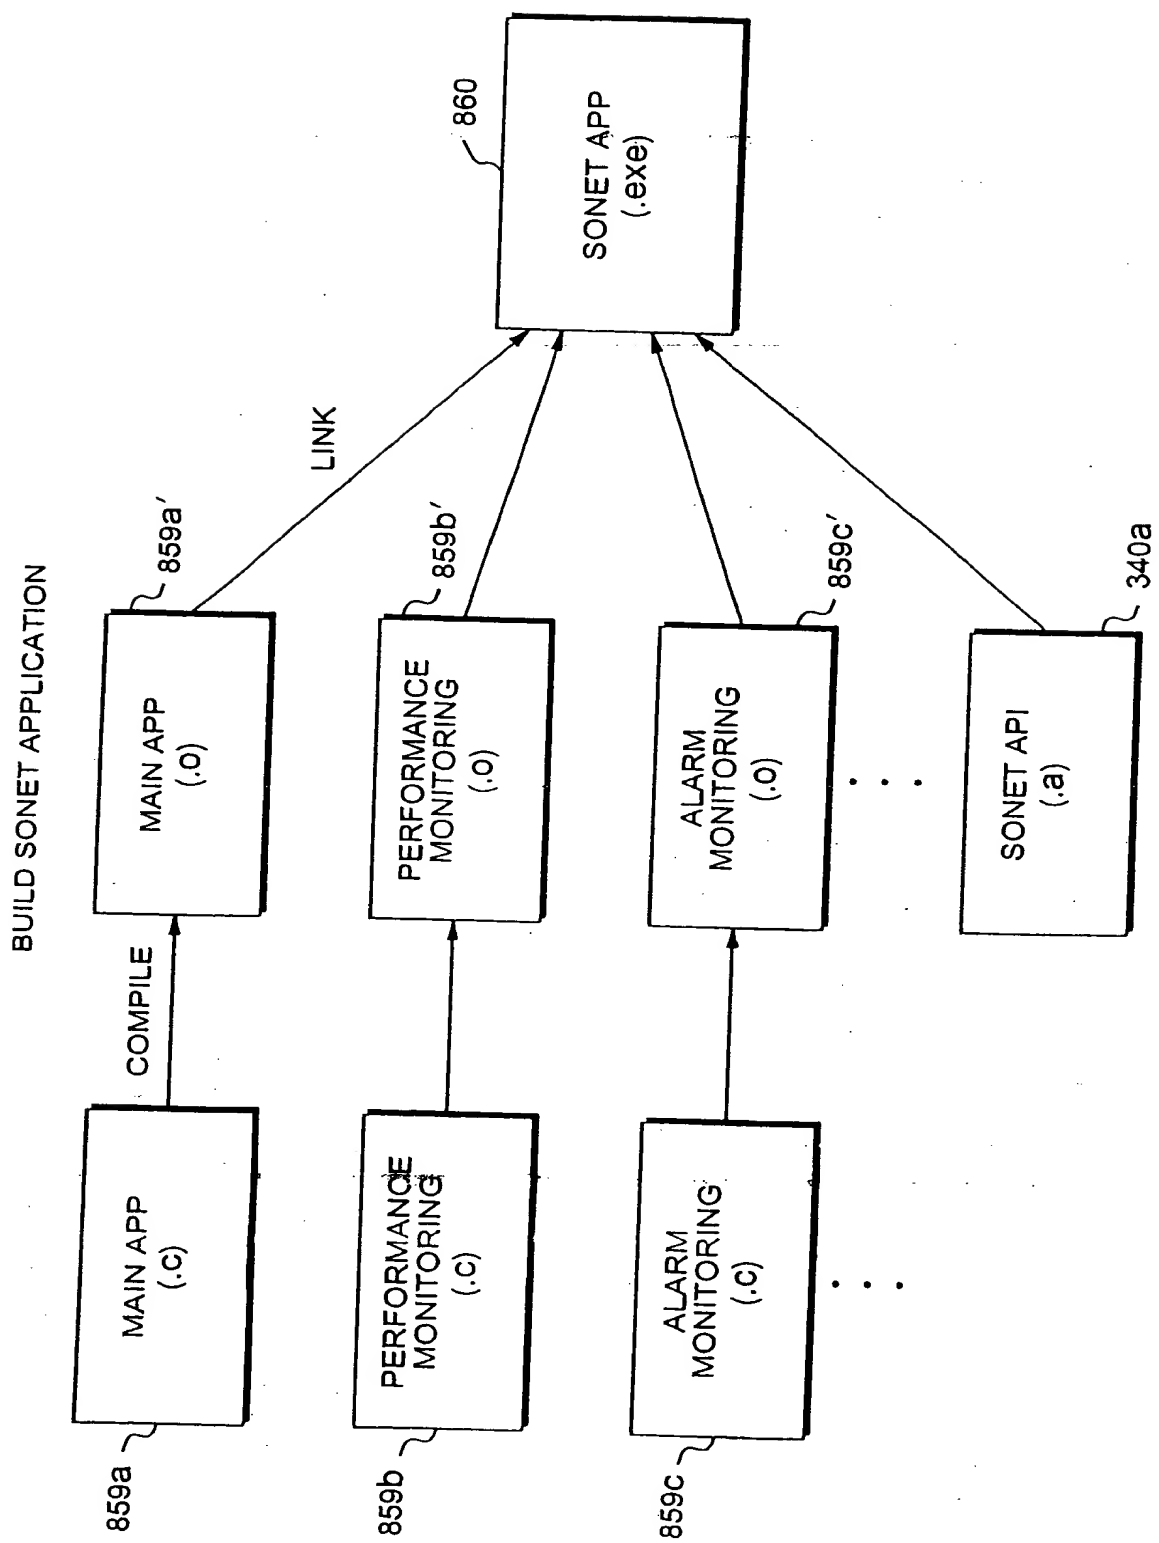 BUILD SONET APPLICATION
859a
MAIN APP
(.c)
COMPILE
MAIN APP
(.o)
859a′
LINK
859b
PERFORMANCE
MONITORING
(.c)
PERFORMANCE
MONITORING
(.o)
859b′
859c
ALARM
MONITORING
(.c)
. . .
ALARM
MONITORING
(.o)
859c′
. . .
SONET API
(.a)
340a
SONET APP
(.exe)
860